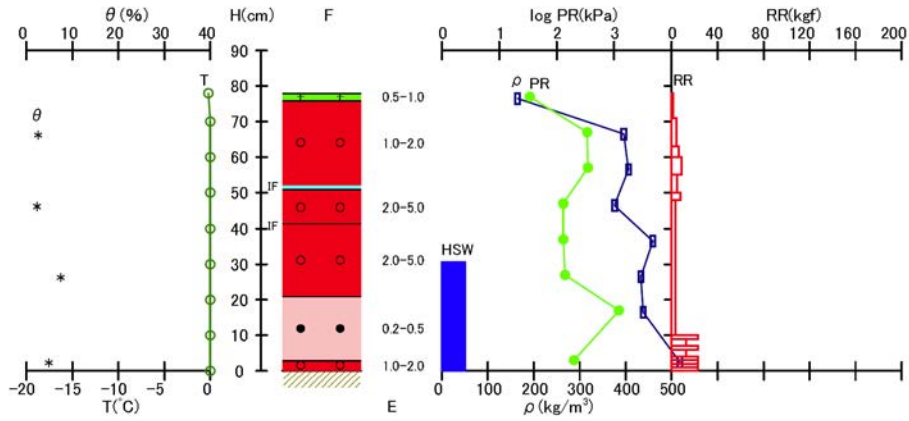 θ (%) H(cm) F log PR(kPa) RR(kgf)
0 10 20 30 40 90 0 1 2 3 0 40 80 120 160 200
80
T ρ PR RR
0.5-1.0
70
θ
* 1.0-2.0
60
IF
50
* 2.0-5.0
40
IF
HSW
30 2.0-5.0
*
20
0.2-0.5
10
* 1.0-2.0
-20 -15 -10 -5 0 0 0 100 200 300 400 500
T(°C) E ρ (kg/m³)